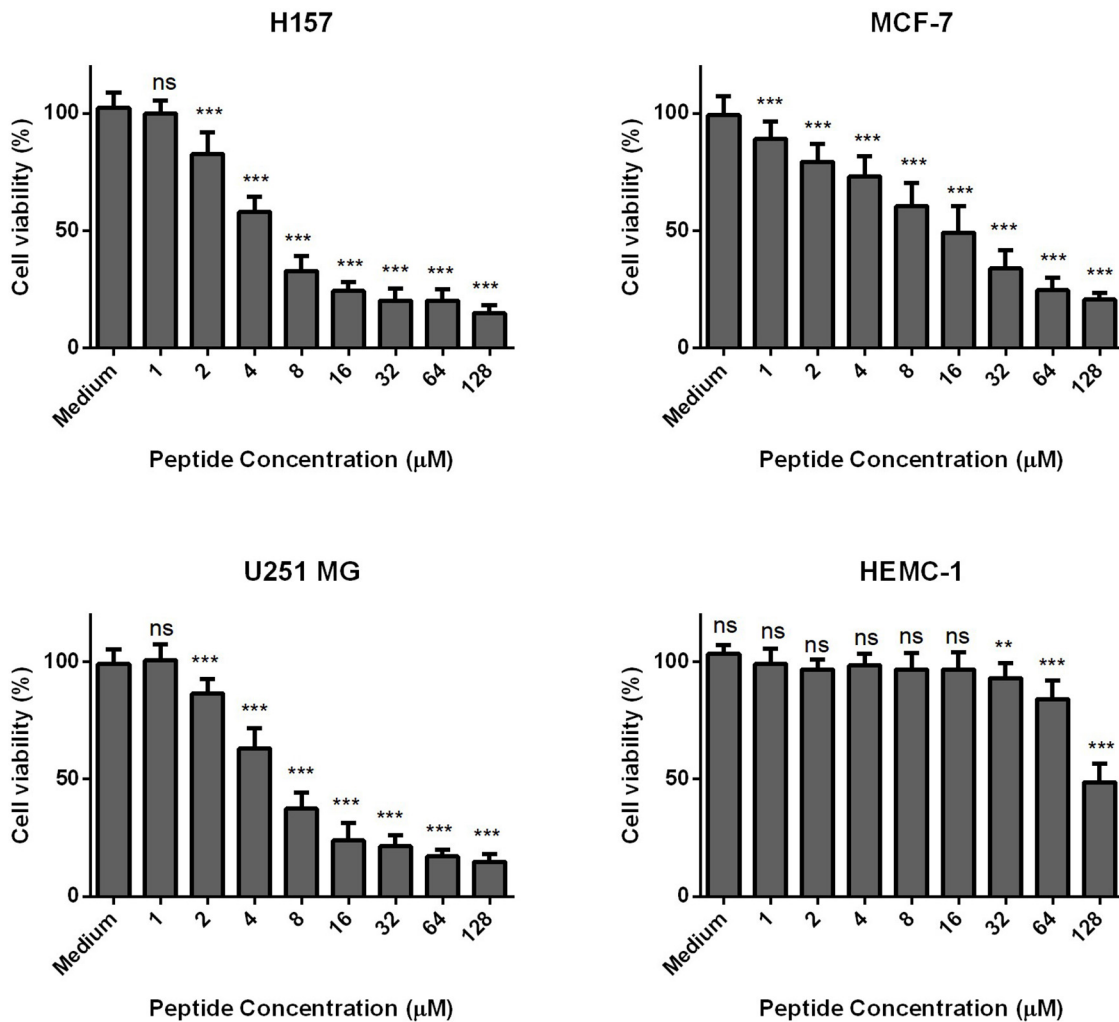 H157
Cell viability (%)
100
50
0
ns
***
***
***
***
***
***
***
Medium
1
2
4
8
16
32
64
128
Peptide Concentration (μM)
MCF-7
Cell viability (%)
100
50
0
***
***
***
***
***
***
***
***
Medium
1
2
4
8
16
32
64
128
Peptide Concentration (μM)
U251 MG
Cell viability (%)
100
50
0
ns
***
***
***
***
***
***
***
Medium
1
2
4
8
16
32
64
128
Peptide Concentration (μM)
HEMC-1
Cell viability (%)
100
50
0
ns
ns
ns
ns
ns
ns
**
***
***
Medium
1
2
4
8
16
32
64
128
Peptide Concentration (μM)